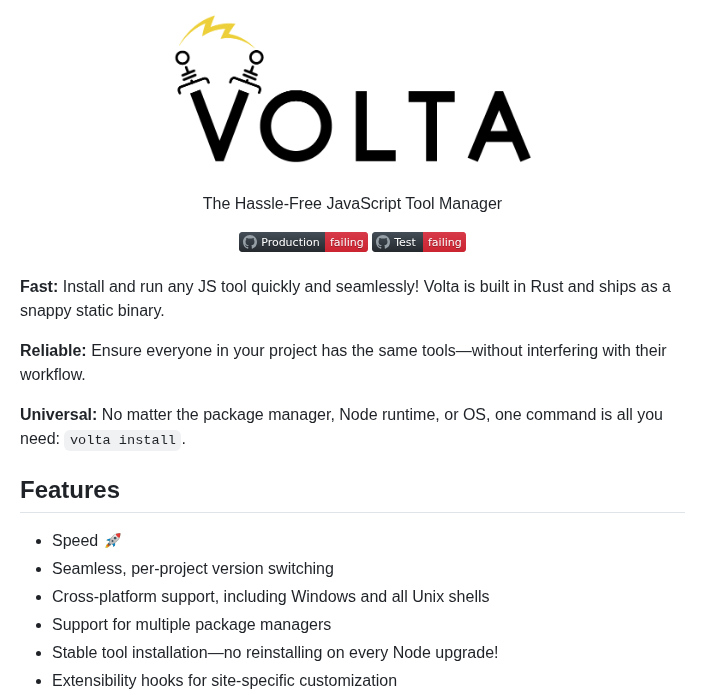 VOLTA
The Hassle-Free JavaScript Tool Manager
Production failing Test failing
Fast: Install and run any JS tool quickly and seamlessly! Volta is built in Rust and ships as a
snappy static binary.
Reliable: Ensure everyone in your project has the same tools—without interfering with their
workflow.
Universal: No matter the package manager, Node runtime, or OS, one command is all you
need: volta install.
Features
• Speed 🚀
• Seamless, per-project version switching
• Cross-platform support, including Windows and all Unix shells
• Support for multiple package managers
• Stable tool installation—no reinstalling on every Node upgrade!
• Extensibility hooks for site-specific customization